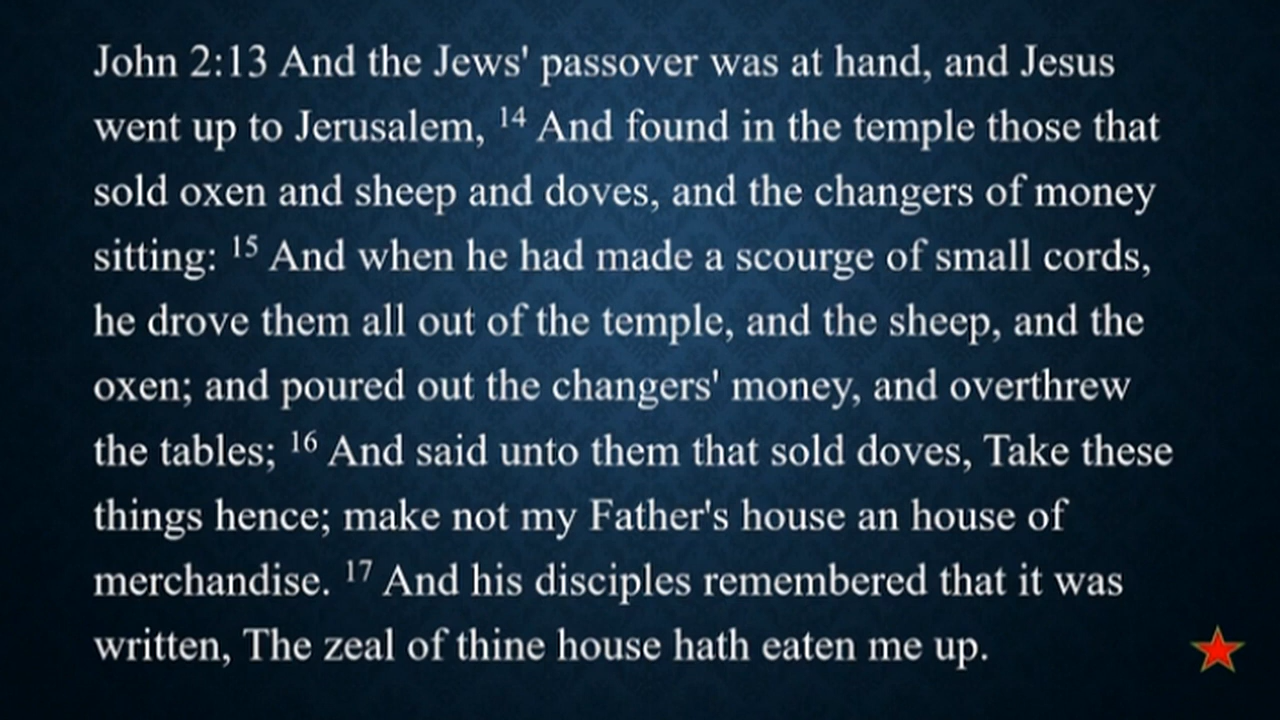 John 2:13 And the Jews' passover was at hand, and Jesus
went up to Jerusalem, 14 And found in the temple those that
sold oxen and sheep and doves, and the changers of money
sitting: 15 And when he had made a scourge of small cords,
he drove them all out of the temple, and the sheep, and the
oxen; and poured out the changers' money, and overthrew
the tables; 16 And said unto them that sold doves, Take these
things hence; make not my Father's house an house of
merchandise. 17 And his disciples remembered that it was
written, The zeal of thine house hath eaten me up.